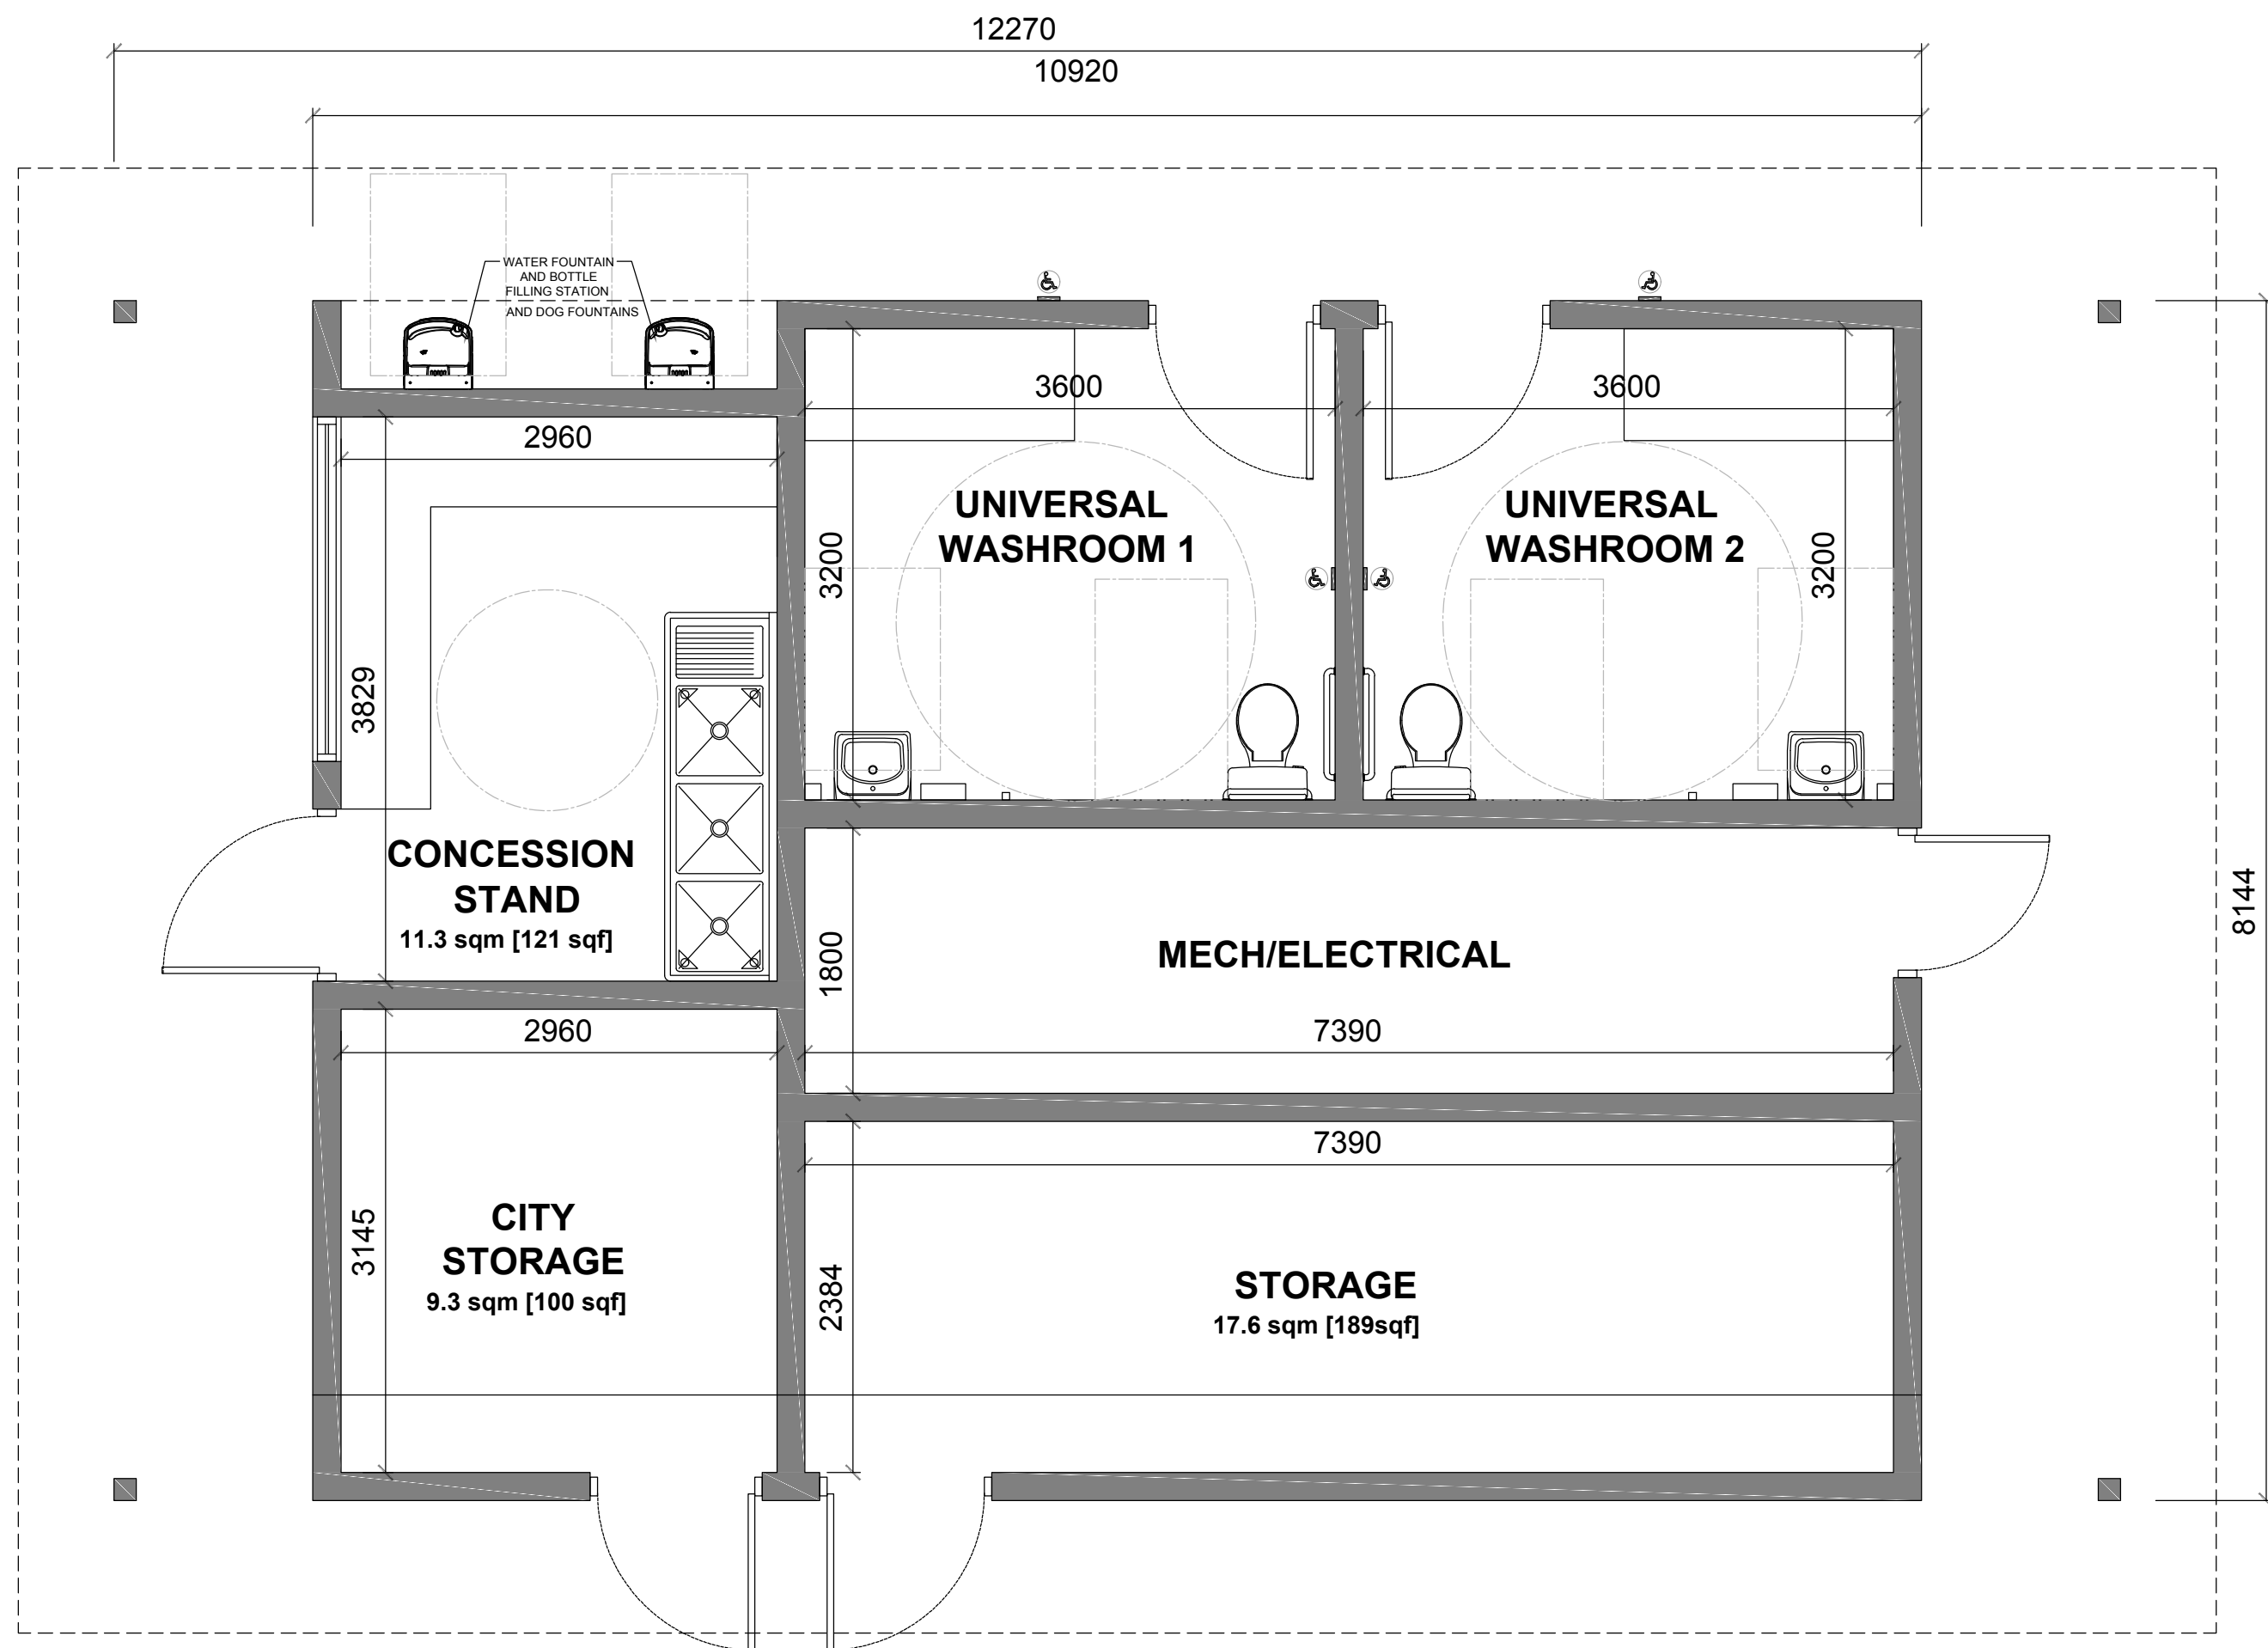 12270
10920
WATER FOUNTAIN
AND BOTTLE
FILLING STATION
AND DOG FOUNTAINS
3600
3600
2960
UNIVERSAL
WASHROOM 1
UNIVERSAL
WASHROOM 2
3200
3200
3829
CONCESSION
STAND
11.3 sqm [121 sqf]
8144
MECH/ELECTRICAL
1800
2960
7390
7390
CITY
STORAGE
9.3 sqm [100 sqf]
3145
STORAGE
17.6 sqm [189sqf]
2384